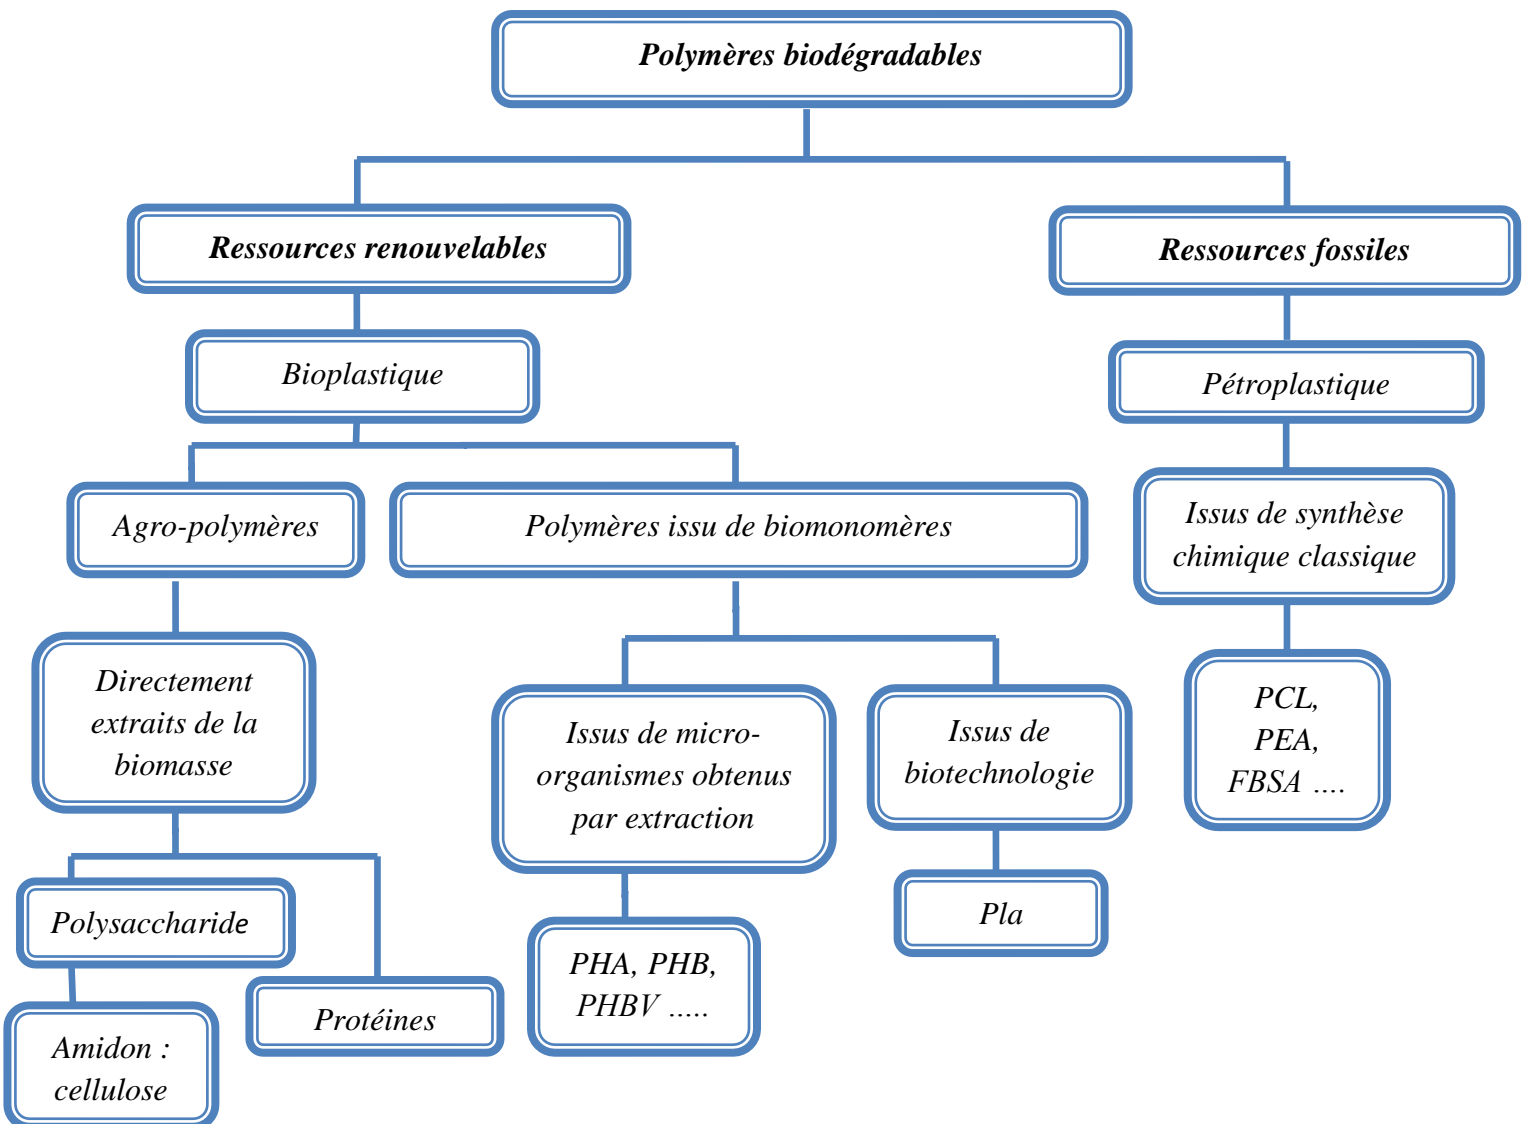 Polymères biodégradables
Ressources renouvelables
Ressources fossiles
Bioplastique
Pétroplastique
Agro-polymères
Polymères issu de biomonomères
Issus de synthèse
chimique classique
Directement
extraits de la
biomasse
Issus de micro-
organismes obtenus
par extraction
Issus de
biotechnologie
PCL,
PEA,
FBSA ....
Polysaccharide
Protéines
PHA, PHB,
PHBV .....
Pla
Amidon :
cellulose